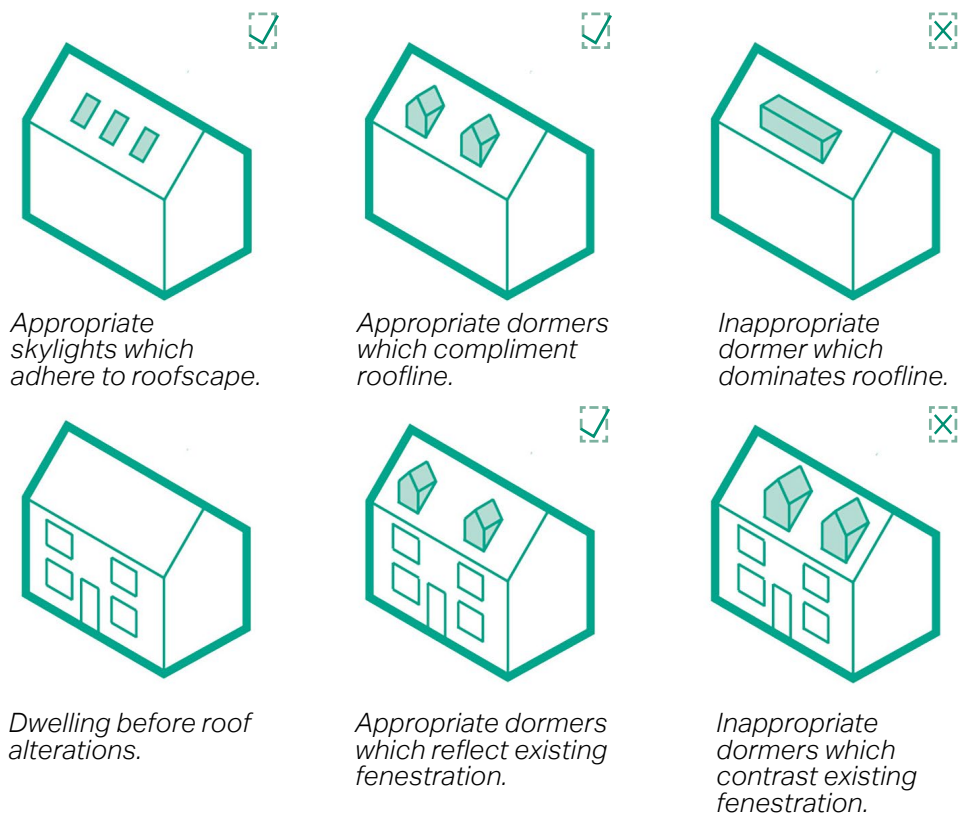 Appropriate
skylights which
adhere to roofscape.
Appropriate dormers
which compliment
roofline.
Inappropriate
dormer which
dominates roofline.
Dwelling before roof
alterations.
Appropriate dormers
which reflect existing
fenestration.
Inappropriate
dormers which
contrast existing
fenestration.